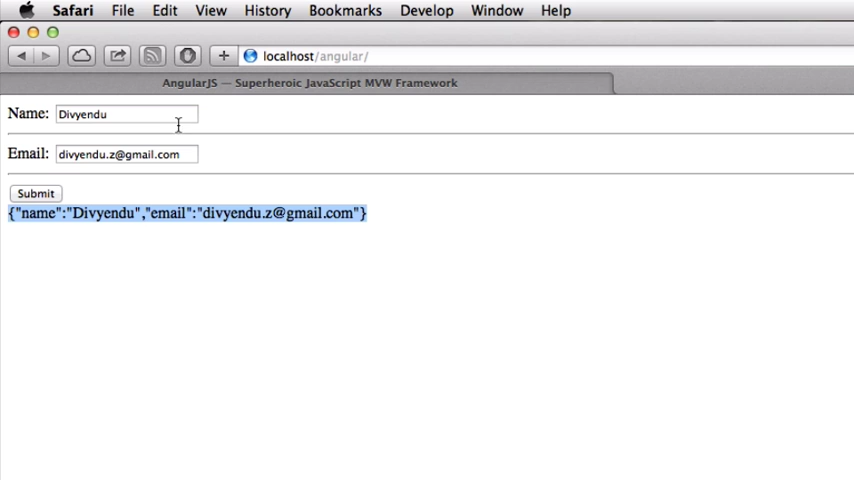 Safari File Edit View History Bookmarks Develop Window Help
localhost/angular/
AngularJS — Superheroic JavaScript MVW Framework
Name: Divyendu
Email: divyendu.z@gmail.com
Submit
{"name":"Divyendu","email":"divyendu.z@gmail.com"}